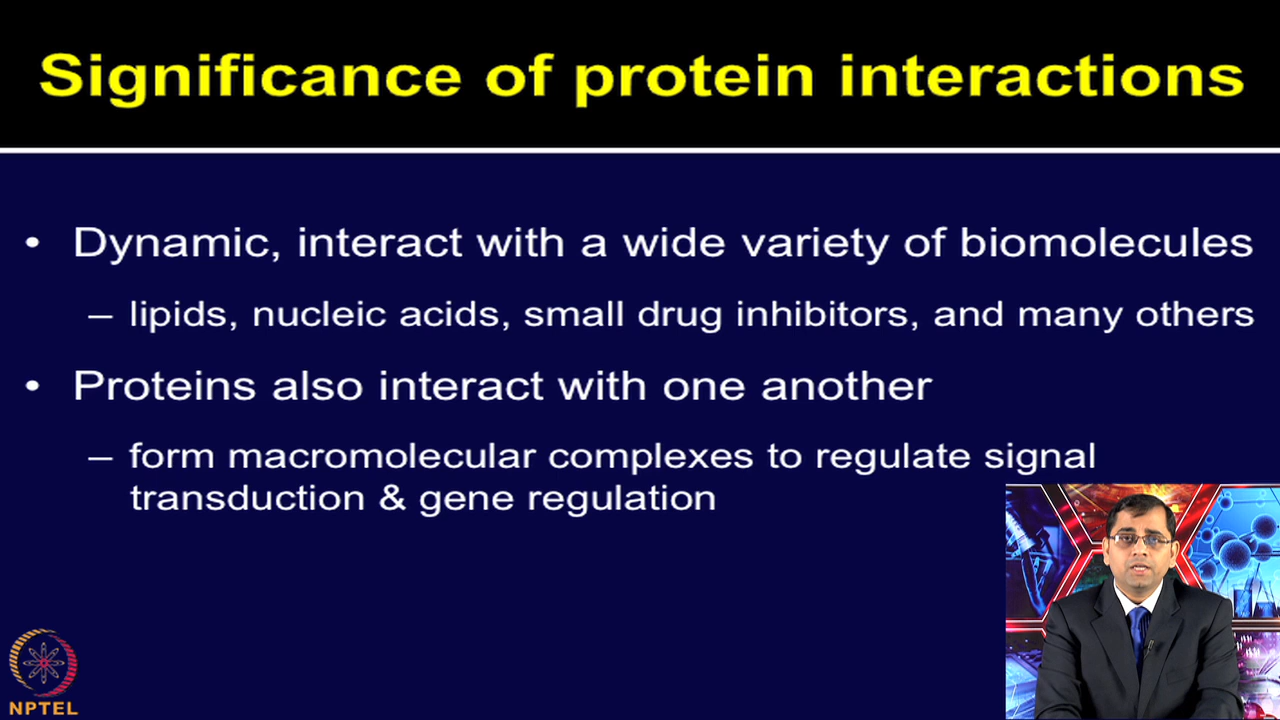 Significance of protein interactions
• Dynamic, interact with a wide variety of biomolecules
– lipids, nucleic acids, small drug inhibitors, and many others
• Proteins also interact with one another
– form macromolecular complexes to regulate signal
transduction & gene regulation
NPTEL